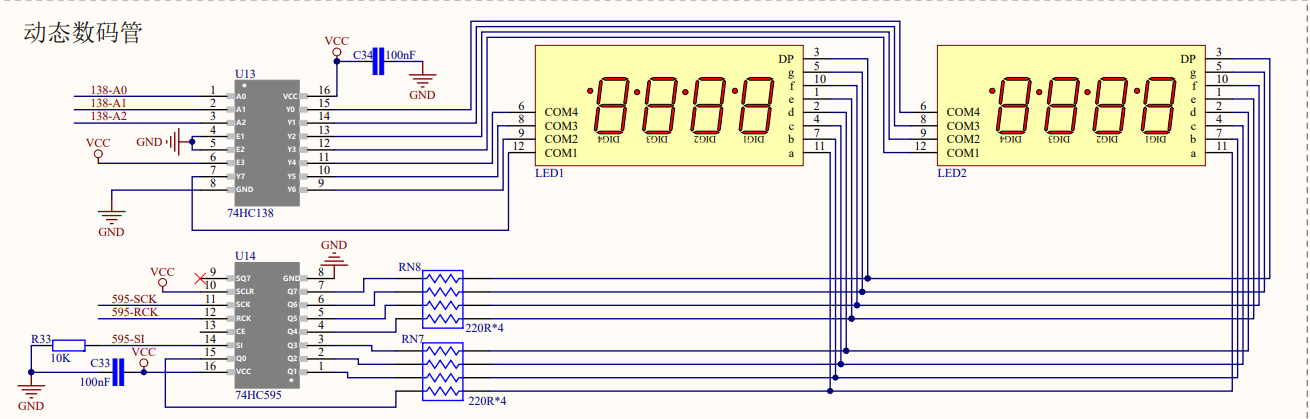 动态数码管
VCC
C34 100nF
GND
U13
138-A0 1 A0 VCC 16
138-A1 2 A1 Y0 15
138-A2 3 A2 Y1 14
GND 4 E1 Y2 13
5 E2 Y3 12
VCC 6 E3 Y4 11
7 Y7 Y5 10
8 GND Y6 9
GND
74HC138
DP 3
g 5
f 10
e 1
6 COM4 d 2
8 COM3 c 4
9 COM2 b 7
12 COM1 a 11
DIG4 DIG3 DIG2 DIG1
LED1
DP 3
g 5
f 10
e 1
6 COM4 d 2
8 COM3 c 4
9 COM2 b 7
12 COM1 a 11
DIG4 DIG3 DIG2 DIG1
LED2
U14
GND
9 SQ7 GND 8
VCC 10 SCLR Q7 7
595-SCK 11 SCK Q6 6
595-RCK 12 RCK Q5 5
13 CE Q4 4
R33 10K 595-SI 14 SI Q3 3
15 Q0 Q2 2
C33 100nF VCC 16 VCC Q1 1
GND
74HC595
RN8
220R*4
RN7
220R*4